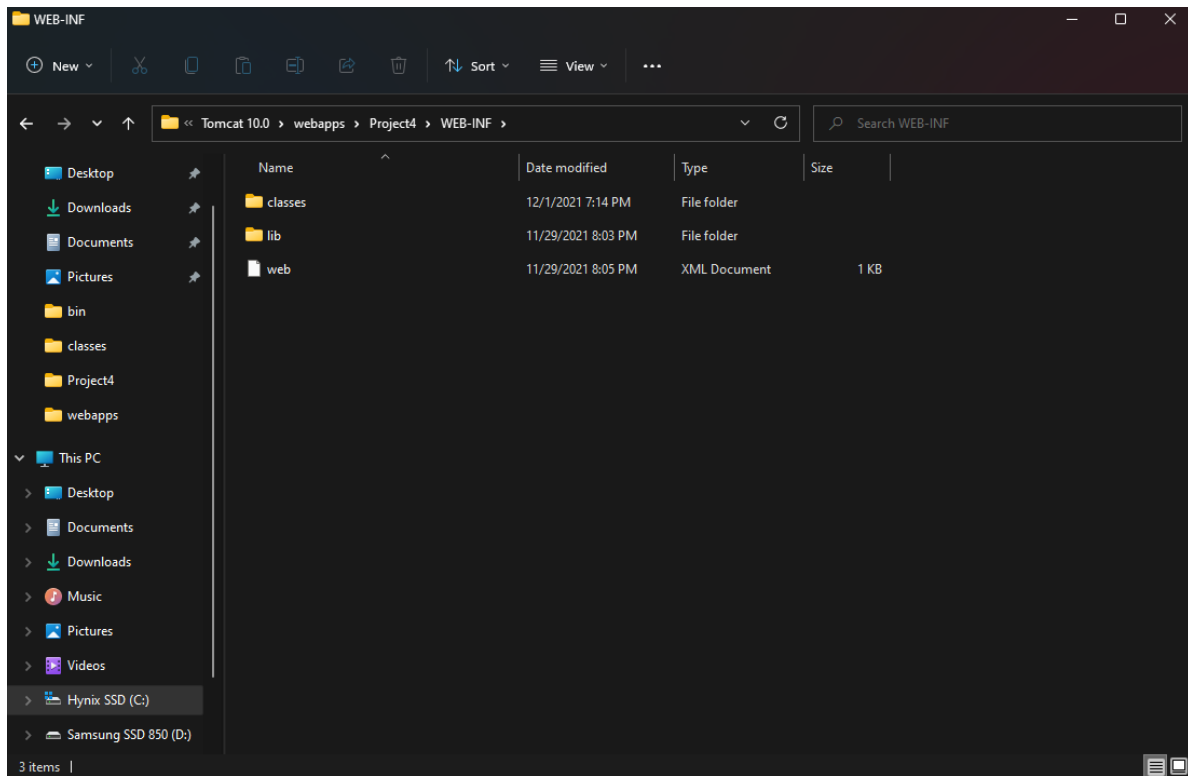 WEB-INF
New Sort View
« Tomcat 10.0 › webapps › Project4 › WEB-INF › Search WEB-INF
Name Date modified Type Size
Desktop
Downloads
Documents
Pictures
bin
classes
Project4
webapps
This PC
Desktop
Documents
Downloads
Music
Pictures
Videos
Hynix SSD (C:)
Samsung SSD 850 (D:)
classes 12/1/2021 7:14 PM File folder
lib 11/29/2021 8:03 PM File folder
web 11/29/2021 8:05 PM XML Document 1 KB
3 items